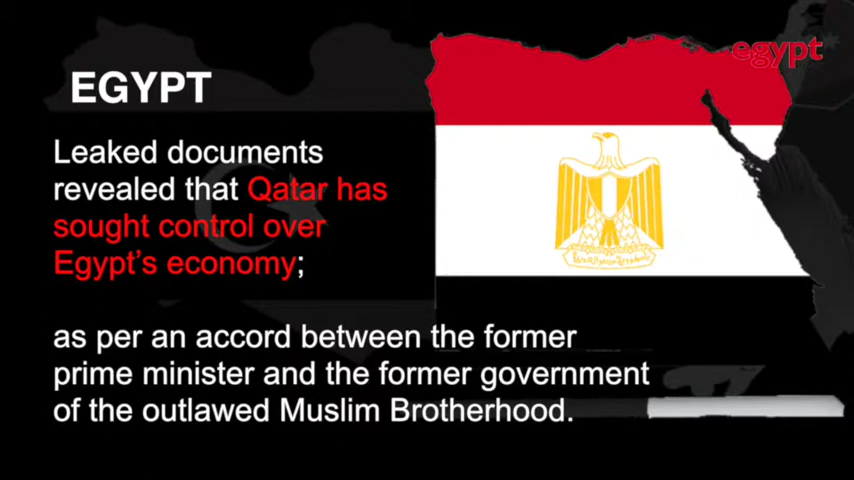 egypt
EGYPT
Leaked documents
revealed that Qatar has
sought control over
Egypt's economy;
as per an accord between the former
prime minister and the former government
of the outlawed Muslim Brotherhood.